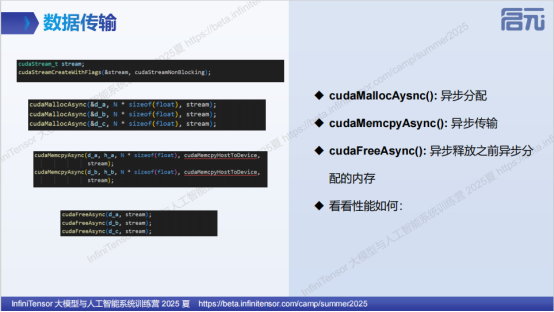 数据传输
启元
cudaStream_t stream;
cudaStreamCreateWithFlags(&stream, cudaStreamNonBlocking);
cudaMallocAsync(&d_a, N * sizeof(float), stream);
cudaMallocAsync(&d_b, N * sizeof(float), stream);
cudaMallocAsync(&d_c, N * sizeof(float), stream);
cudaMemcpyAsync(d_a, h_a, N * sizeof(float), cudaMemcpyHostToDevice,
stream);
cudaMemcpyAsync(d_b, h_b, N * sizeof(float), cudaMemcpyHostToDevice,
stream);
cudaFreeAsync(d_a, stream);
cudaFreeAsync(d_b, stream);
cudaFreeAsync(d_c, stream);
◆ cudaMallocAysnc(): 异步分配
◆ cudaMemcpyAsync(): 异步传输
◆ cudaFreeAsync(): 异步释放之前异步分
配的内存
◆ 看看性能如何:
InfiniTensor 大模型与人工智能系统训练营 2025夏 https://beta.infinitensor.com/camp/summer2025
InfiniTensor 大模型与人工智能系统训练营 2025 夏 https://beta.infinitensor.com/camp/summer2025